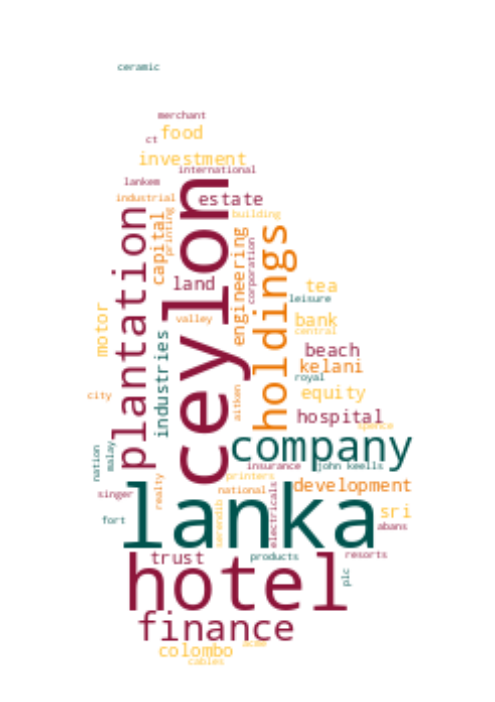 ceramic
merchant
ct
food
investment
international
lankem
industrial
estate
building
plantation
capital
printing
ceylon
land
engineering
corporation
holdings
tea
leisure
motor
valley
bank
central
industries
beach
kelani
royal
city
aitken
equity
hospital
spence
nation
malay
company
singer
realty
insurance
john keells
printers
national
development
lanka
serendib
electricals
fort
sri
abans
trust
products
resorts
hotel
plc
finance
colombo
acme
cables